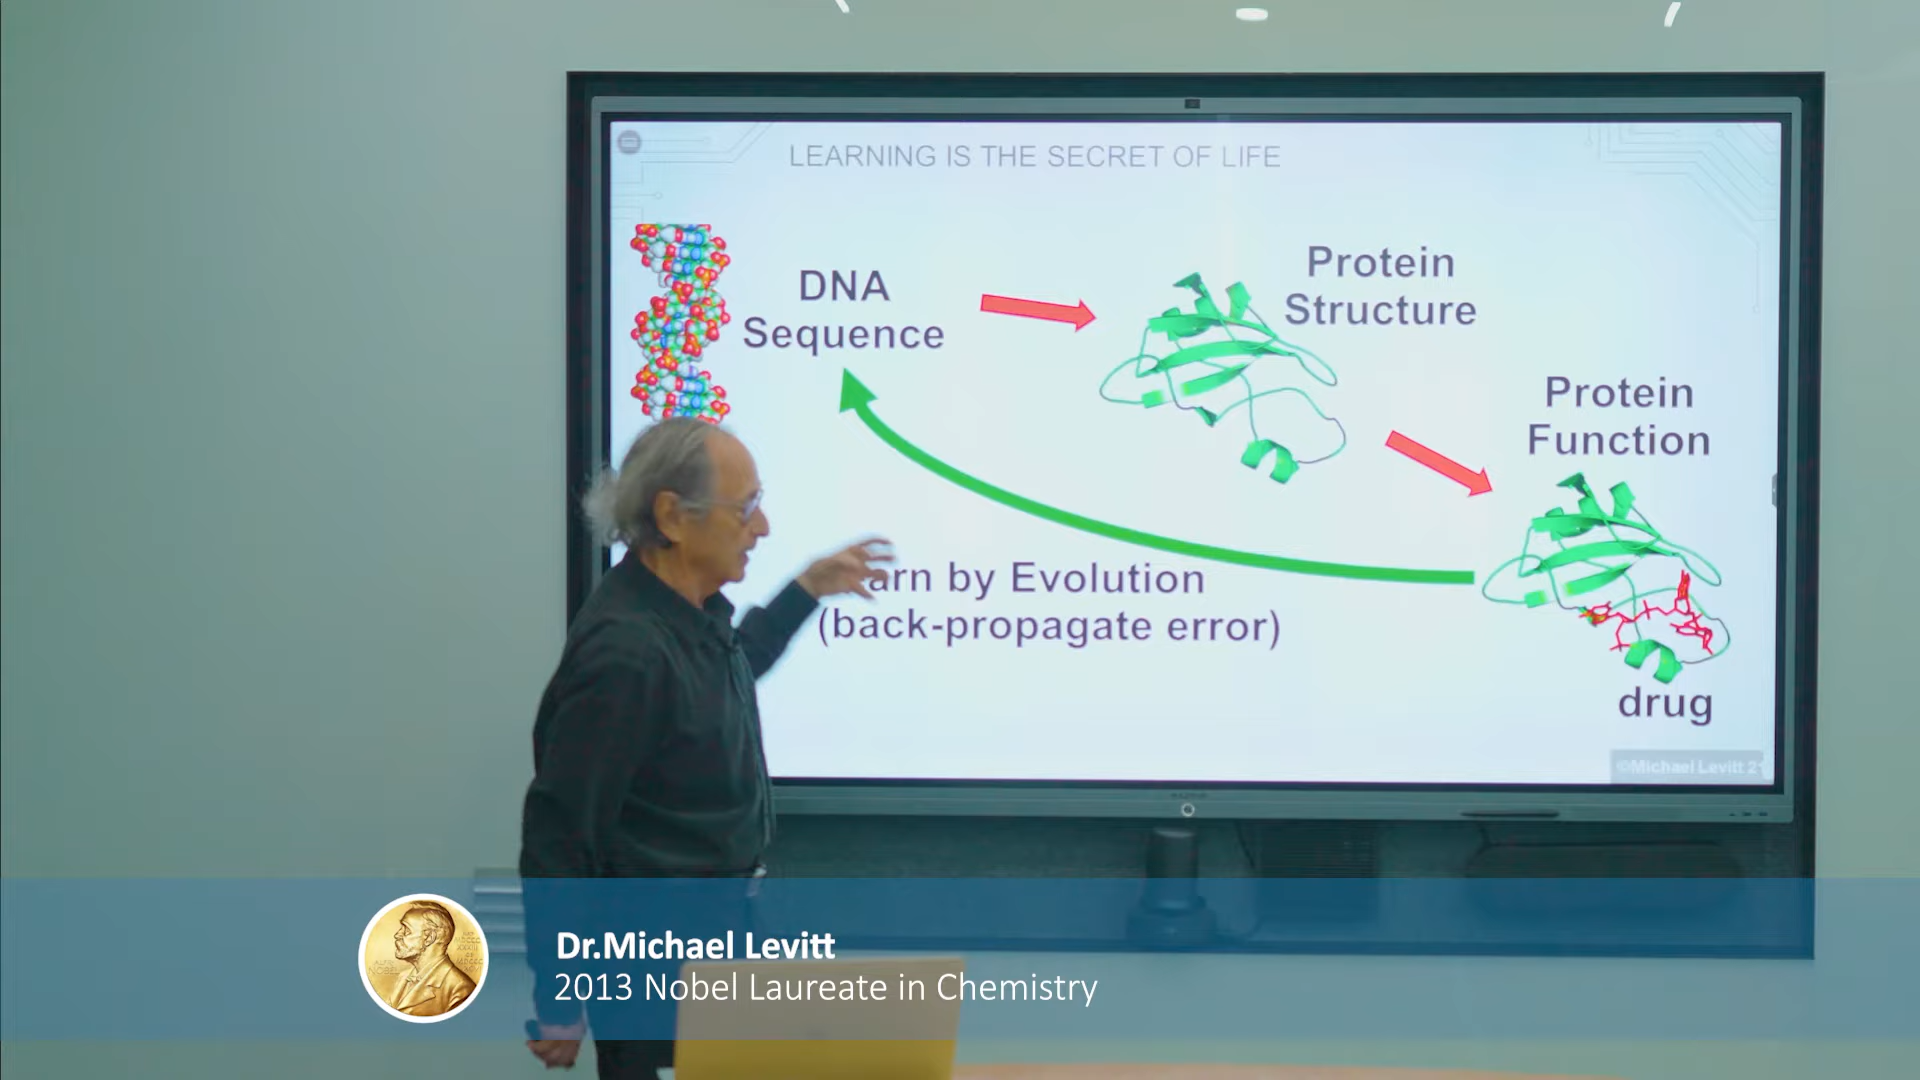 LEARNING IS THE SECRET OF LIFE
DNA
Sequence
Protein
Structure
Protein
Function
arn by Evolution
(back-propagate error)
drug
©Michael Levitt
Dr.Michael Levitt
2013 Nobel Laureate in Chemistry